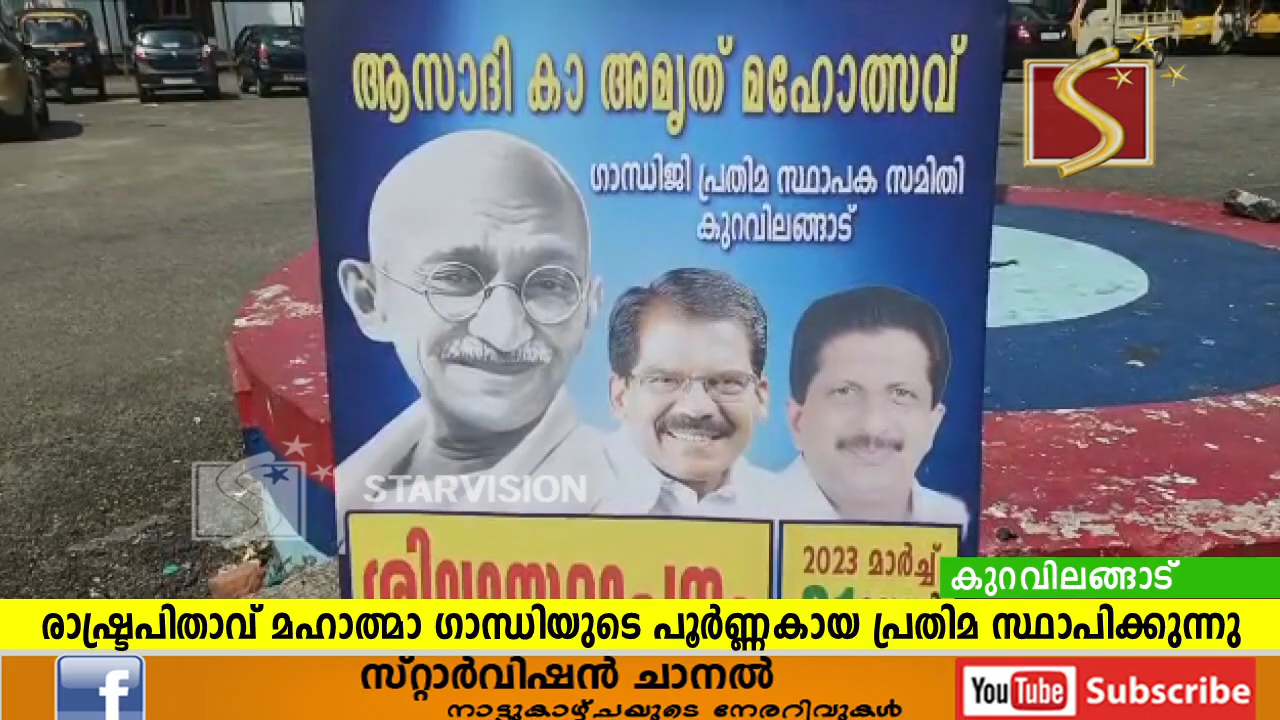 ആസാദി കാ അമൃത് മഹോത്സവ്
ഗാന്ധിജി പ്രതിമ സ്ഥാപക സമിതി
കുറവിലങ്ങാട്
STARVISION
ശിലാസ്ഥാപനം
2023 മാർച്ച്
കുറവിലങ്ങാട്
രാഷ്ട്രപിതാവ് മഹാത്മാ ഗാന്ധിയുടെ പൂർണ്ണകായ പ്രതിമ സ്ഥാപിക്കുന്നു
സ്റ്റാർവിഷൻ ചാനൽ
നാട്ടുകാഴ്ചയുടെ നേരറിവുകൾ
f
YouTube Subscribe